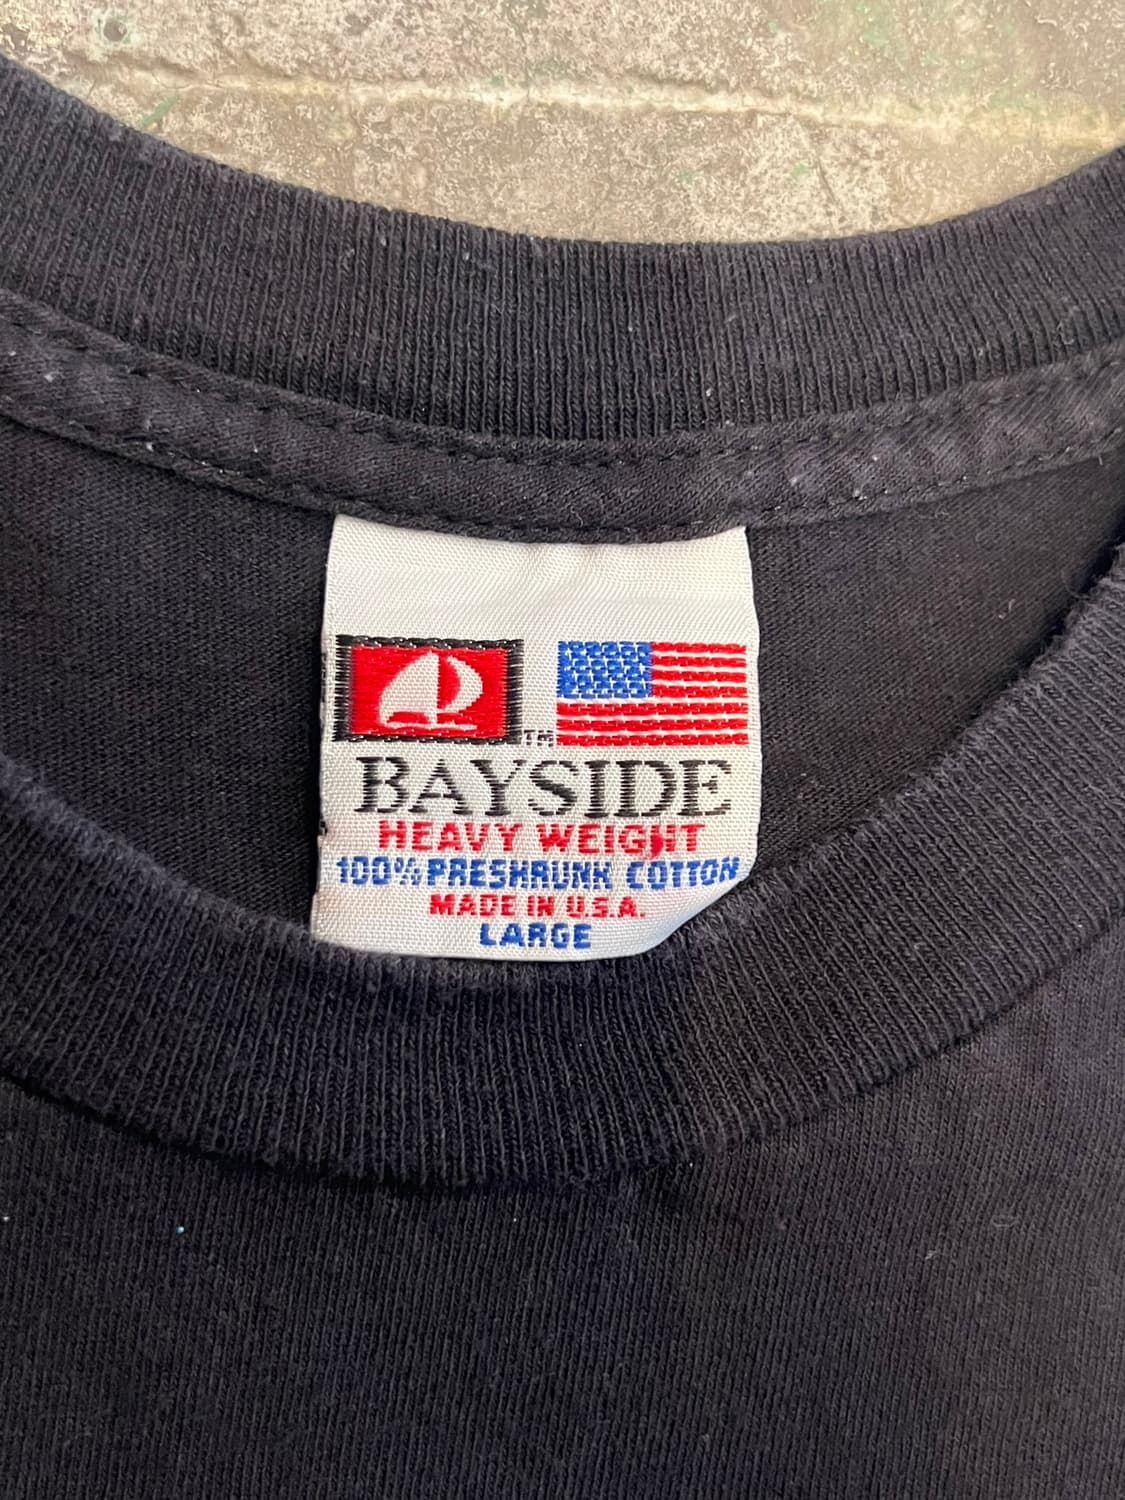 TM
BAYSIDE
HEAVY WEIGHT
100% PRESHRUNK COTTON
MADE IN U.S.A.
LARGE